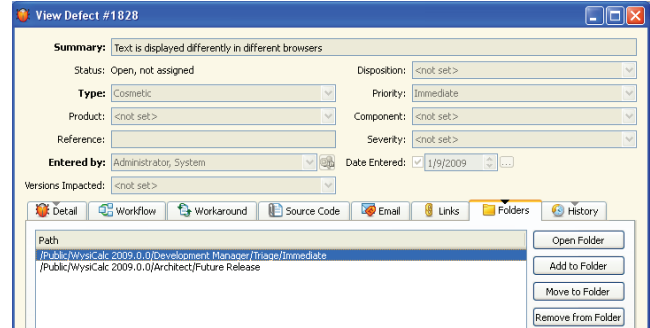 View Defect #1828
Summary: Text is displayed differently in different browsers
Status: Open, not assigned Disposition: <not set>
Type: Cosmetic Priority: Immediate
Product: <not set> Component: <not set>
Reference: Severity: <not set>
Entered by: Administrator, System Date Entered: 1/9/2009 ...
Versions Impacted: <not set>
Detail Workflow Workaround Source Code Email Links Folders History
Path
/Public/WysiCalc 2009.0.0/Development Manager/Triage/Immediate
/Public/WysiCalc 2009.0.0/Architect/Future Release
Open Folder
Add to Folder
Move to Folder
Remove from Folder